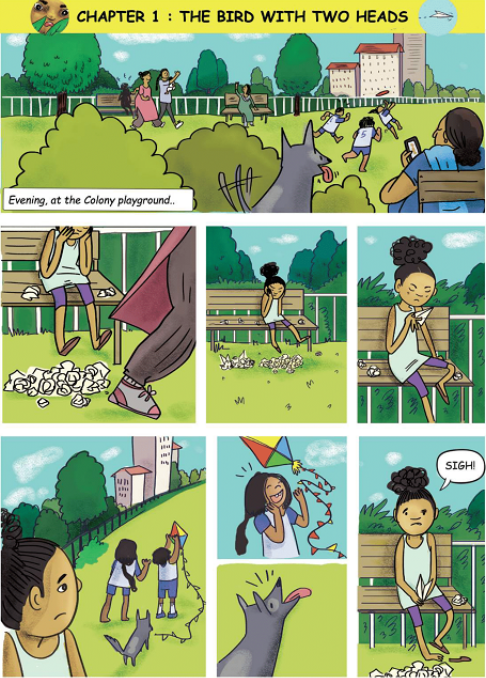 CHAPTER 1 : THE BIRD WITH TWO HEADS
Evening, at the Colony playground..
5
SIGH!